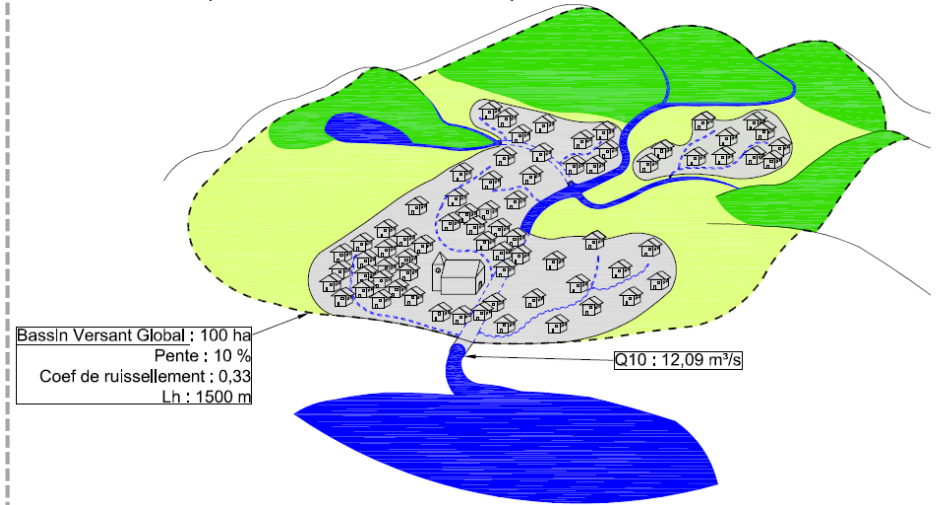 Bassin Versant Global : 100 ha
Pente : 10 %
Coef de ruissellement : 0,33
Lh : 1500 m
Q10 : 12,09 m³/s